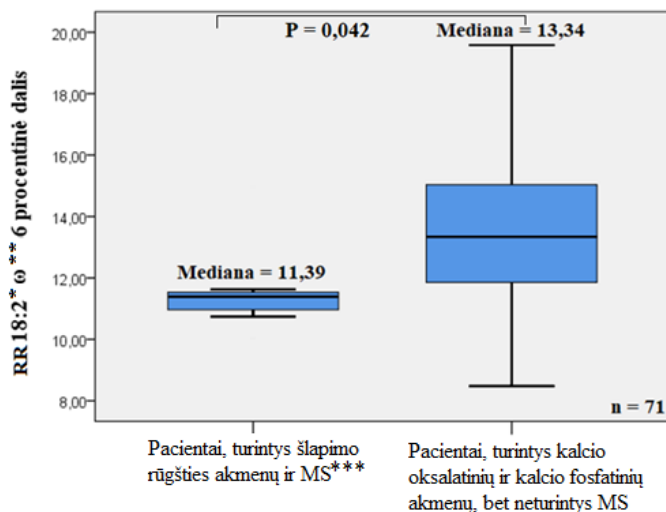 P = 0,042
Mediana = 13,34
20,00
18,00
16,00
14,00
12,00
10,00
8,00
RR18:2* ω ** 6 procentinė dalis
Mediana = 11,39
n = 71
Pacientai, turintys šlapimo
rūgšties akmenų ir MS***
Pacientai, turintys kalcio
oksalatinių ir kalcio fosfatinių
akmenų, bet neturintys MS